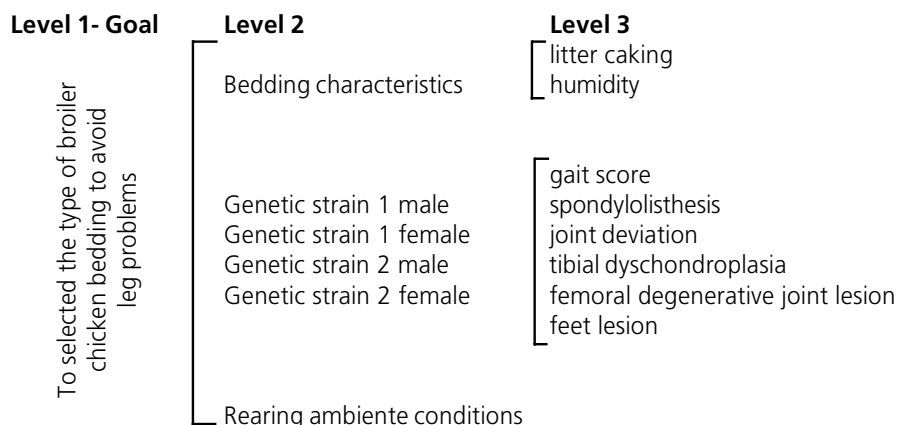 Level 1- Goal Level 2 Level 3
To selected the type of broiler
chicken bedding to avoid
leg problems
Bedding characteristics
litter caking
humidity
Genetic strain 1 male
Genetic strain 1 female
Genetic strain 2 male
Genetic strain 2 female
gait score
spondylolisthesis
joint deviation
tibial dyschondroplasia
femoral degenerative joint lesion
feet lesion
Rearing ambiente conditions